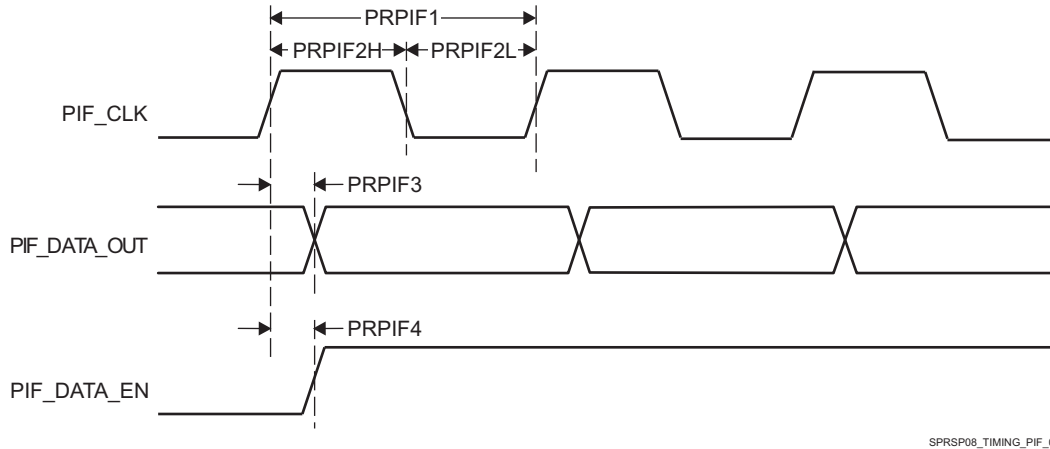 PRPIF1
PRPIF2H
PRPIF2L
PIF_CLK
PRPIF3
PIF_DATA_OUT
PRPIF4
PIF_DATA_EN
SPRSP08_TIMING_PIF_